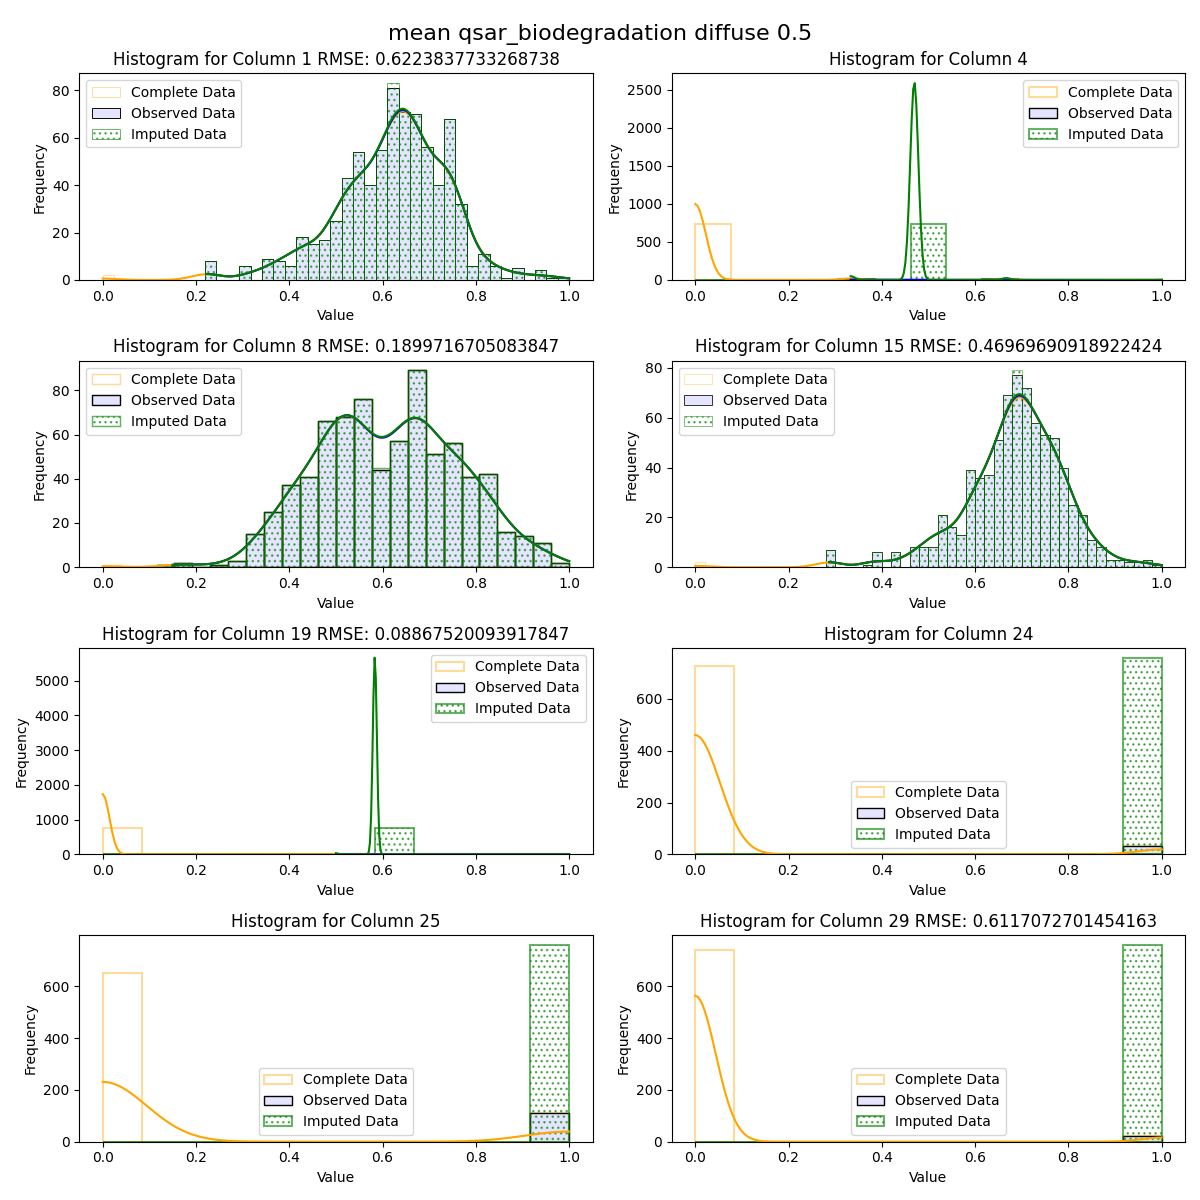 mean qsar_biodegradation diffuse 0.5
Histogram for Column 1 RMSE: 0.6223837733268738
Complete Data
Observed Data
Imputed Data
Frequency
80
60
40
20
0
0.0 0.2 0.4 0.6 0.8 1.0
Value
Histogram for Column 4
Complete Data
Observed Data
Imputed Data
Frequency
2500
2000
1500
1000
500
0
0.0 0.2 0.4 0.6 0.8 1.0
Value
Histogram for Column 8 RMSE: 0.1899716705083847
Complete Data
Observed Data
Imputed Data
Frequency
80
60
40
20
0
0.0 0.2 0.4 0.6 0.8 1.0
Value
Histogram for Column 15 RMSE: 0.46969690918922424
Complete Data
Observed Data
Imputed Data
Frequency
80
60
40
20
0
0.0 0.2 0.4 0.6 0.8 1.0
Value
Histogram for Column 19 RMSE: 0.08867520093917847
Complete Data
Observed Data
Imputed Data
Frequency
5000
4000
3000
2000
1000
0
0.0 0.2 0.4 0.6 0.8 1.0
Value
Histogram for Column 24
Complete Data
Observed Data
Imputed Data
Frequency
600
400
200
0
0.0 0.2 0.4 0.6 0.8 1.0
Value
Histogram for Column 25
Complete Data
Observed Data
Imputed Data
Frequency
600
400
200
0
0.0 0.2 0.4 0.6 0.8 1.0
Value
Histogram for Column 29 RMSE: 0.6117072701454163
Complete Data
Observed Data
Imputed Data
Frequency
600
400
200
0
0.0 0.2 0.4 0.6 0.8 1.0
Value